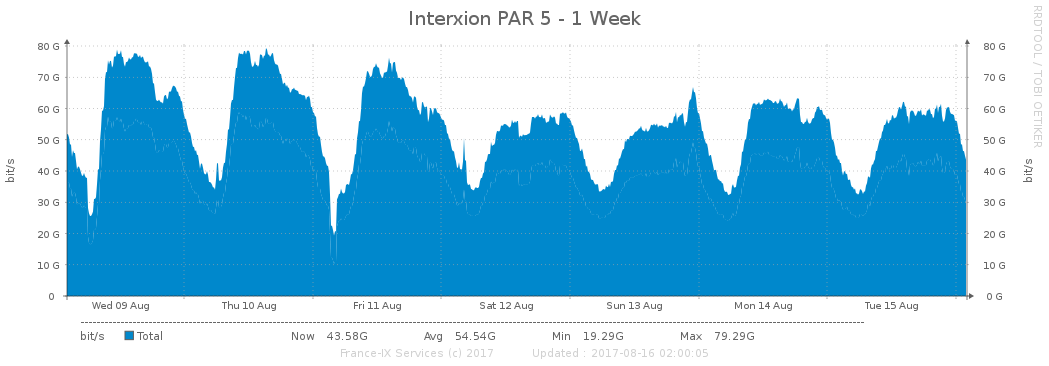 Interxion PAR 5 - 1 Week
RRDTOOL / TOBI OETIKER
80 G 80 G
70 G 70 G
60 G 60 G
50 G 50 G
40 G 40 G
30 G 30 G
20 G 20 G
10 G 10 G
0 0 G
bit/s
bit/s
Wed 09 Aug Thu 10 Aug Fri 11 Aug Sat 12 Aug Sun 13 Aug Mon 14 Aug Tue 15 Aug
bit/s Total Now 43.58G Avg 54.54G Min 19.29G Max 79.29G
France-IX Services (c) 2017 Updated : 2017-08-16 02:00:05